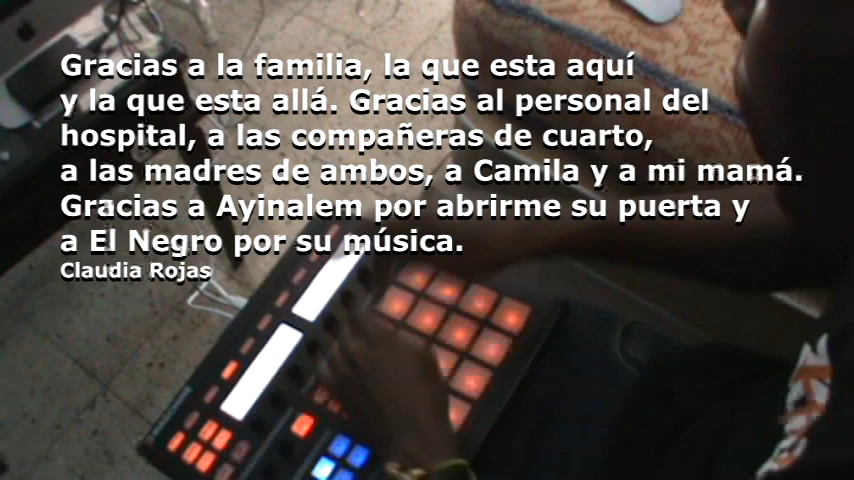 Gracias a la familia, la que esta aquí
y la que esta allá. Gracias al personal del
hospital, a las compañeras de cuarto,
a las madres de ambos, a Camila y a mi mamá.
Gracias a Ayinalem por abrirme su puerta y
a El Negro por su música.
Claudia Rojas